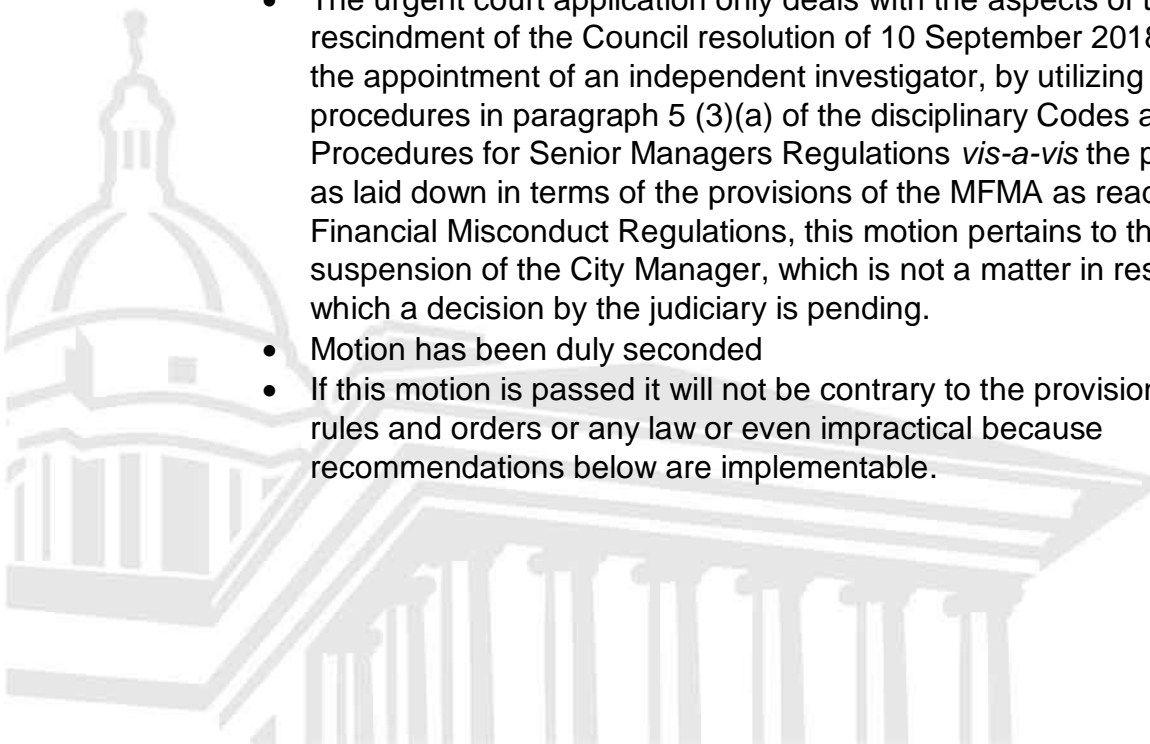 The urgent court application only deals with the aspects of
rescindment of the Council resolution of 10 September 2018
the appointment of an independent investigator, by utilizing
procedures in paragraph 5 (3)(a) of the disciplinary Codes
Procedures for Senior Managers Regulations vis-a-vis the
as laid down in terms of the provisions of the MFMA as
Financial Misconduct Regulations, this motion pertains to
suspension of the City Manager, which is not a matter in
which a decision by the judiciary is pending.
• Motion has been duly seconded
• If this motion is passed it will not be contrary to the
rules and orders or any law or even impractical because
recommendations below are implementable.